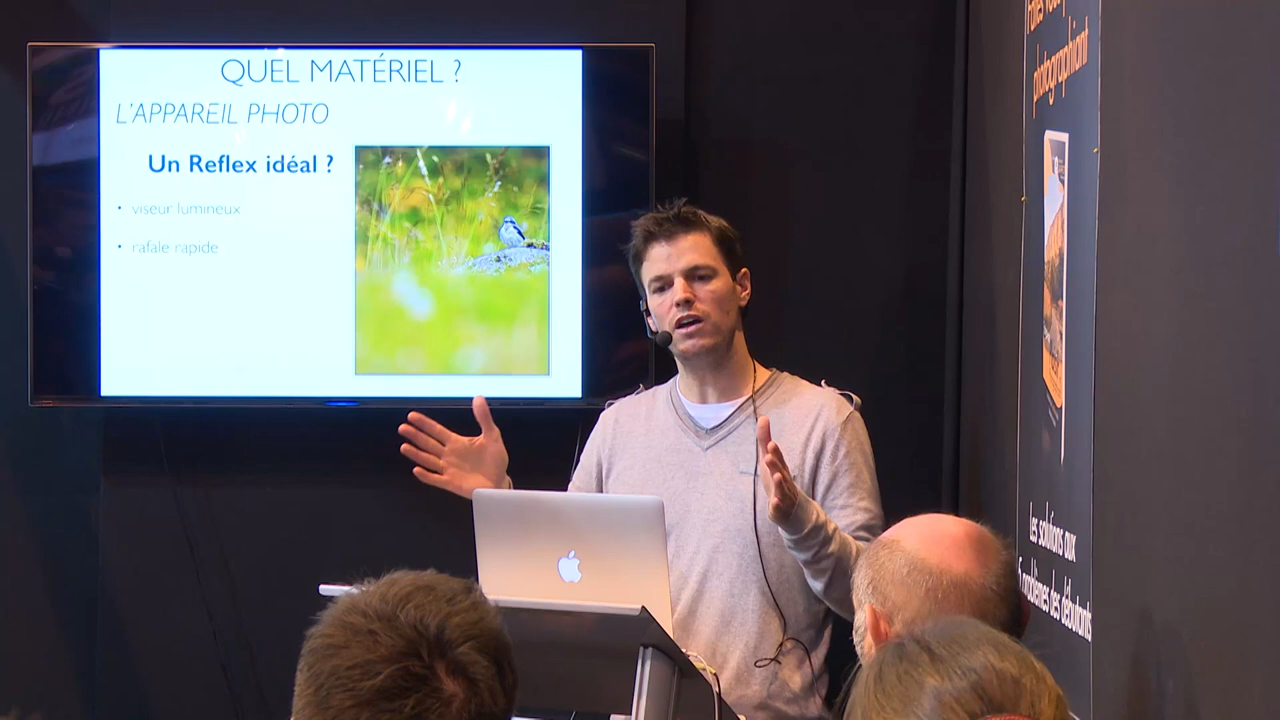 QUEL MATÉRIEL ?
L'APPAREIL PHOTO
Un Reflex idéal ?
• viseur lumineux
• rafale rapide
photographiant
Les solutions aux
problèmes des débutants